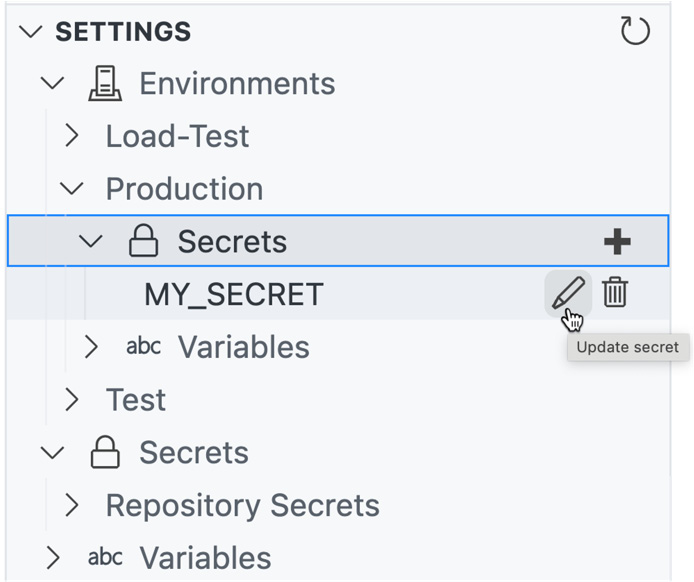 SETTINGS
Environments
Load-Test
Production
Secrets
MY_SECRET
Update secret
abc Variables
Test
Secrets
Repository Secrets
abc Variables